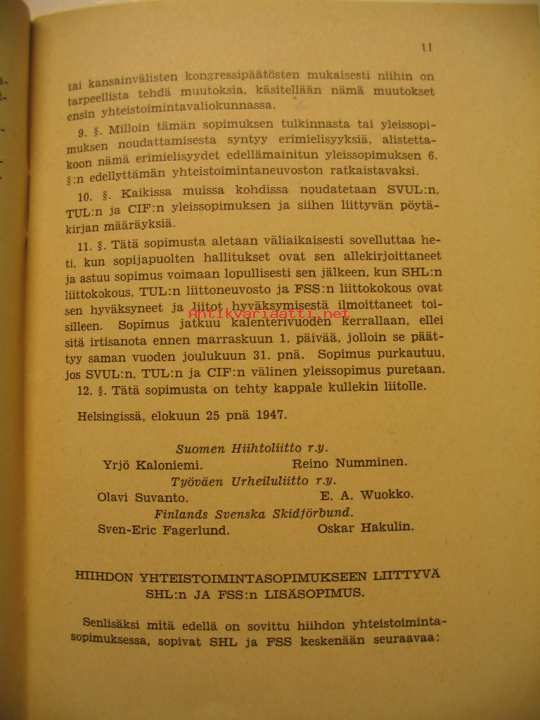 11
tai kansainvälisten kongressipäätösten mukaisesti niihin on
tarpeellista tehdä muutoksia, käsitellään nämä muutokset
ensin yhteistoimintavaliokunnassa.
9. §. Milloin tämän sopimuksen tulkinnasta tai yleissopi-
muksen noudattamisesta syntyy erimielisyyksiä, alistetta-
koon nämä erimielisyydet edellämainitun yleissopimuksen 6.
§:n edellyttämän yhteistoimintaneuvoston ratkaistavaksi.
10. §. Kaikissa muissa kohdissa noudatetaan SVUL:n,
TUL:n ja CIF:n yleissopimuksen ja siihen liittyvän pöytä-
kirjan määräyksiä.
11. §. Tätä sopimusta aletaan väliaikaisesti sovelluttaa he-
ti, kun sopijapuolten hallitukset ovat sen allekirjoittaneet
ja astuu sopimus voimaan lopullisesti sen jälkeen, kun SHL:n
liittokokous, TUL:n liittoneuvosto ja FSS:n liittokokous ovat
sen hyväksyneet ja liitot hyväksymisestä ilmoittaneet toi-
silleen. Sopimus jatkuu kalenterivuoden kerrallaan, ellei
sitä irtisanota ennen marraskuun 1. päivää, jolloin se päät-
tyy saman vuoden joulukuun 31. pnä. Sopimus purkautuu,
jos SVUL:n, TUL:n ja CIF:n välinen yleissopimus puretaan.
12. §. Tätä sopimusta on tehty kappale kullekin liitolle.
Helsingissä, elokuun 25 pnä 1947.
Suomen Hiihtoliitto r.y.
Yrjö Kaloniemi. Reino Numminen.
Työväen Urheiluliitto r.y.
Olavi Suvanto. E. A. Wuokko.
Finlands Svenska Skidförbund.
Sven-Eric Fagerlund. Oskar Hakulin.
HIIHDON YHTEISTOIMINTASOPIMUKSEEN LIITTYVÄ
SHL:n JA FSS:n LISÄSOPIMUS.
Senlisäksi mitä edellä on sovittu hiihdon yhteistoiminta-
sopimuksessa, sopivat SHL ja FSS keskenään seuraavaa:
Antikvariaatti.net